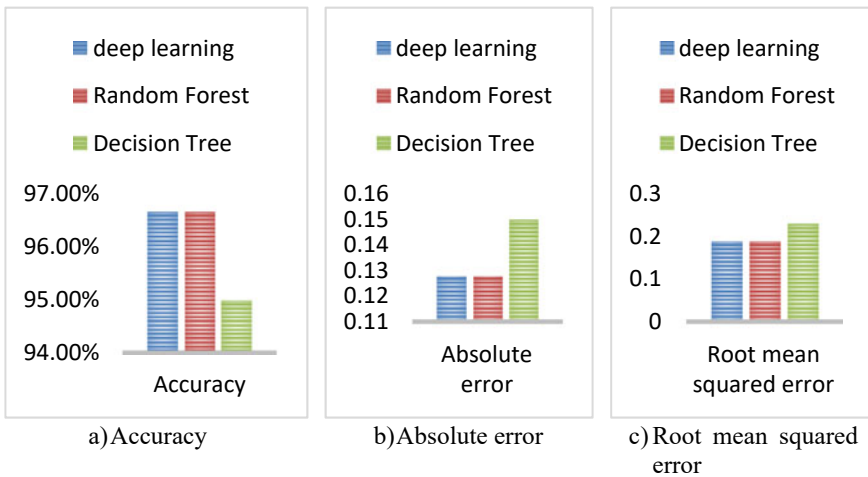 deep learning
Random Forest
Decision Tree
97.00%
96.00%
95.00%
94.00%
Accuracy
a) Accuracy
deep learning
Random Forest
Decision Tree
0.16
0.15
0.14
0.13
0.12
0.11
Absolute
error
b) Absolute error
deep learning
Random Forest
Decision Tree
0.3
0.2
0.1
0
Root mean
squared error
c) Root mean squared
error